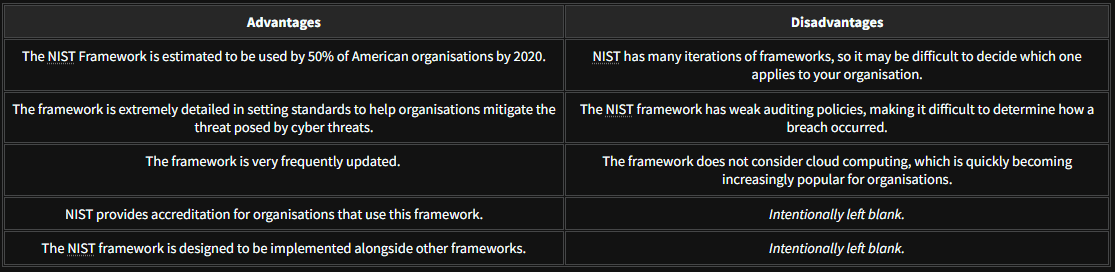 Advantages
Disadvantages
The NIST Framework is estimated to be used by 50% of American organisations by 2020.
NIST has many iterations of frameworks, so it may be difficult to decide which one
applies to your organisation.
The framework is extremely detailed in setting standards to help organisations mitigate the
threat posed by cyber threats.
The NIST framework has weak auditing policies, making it difficult to determine how a
breach occurred.
The framework is very frequently updated.
The framework does not consider cloud computing, which is quickly becoming
increasingly popular for organisations.
NIST provides accreditation for organisations that use this framework.
Intentionally left blank.
The NIST framework is designed to be implemented alongside other frameworks.
Intentionally left blank.